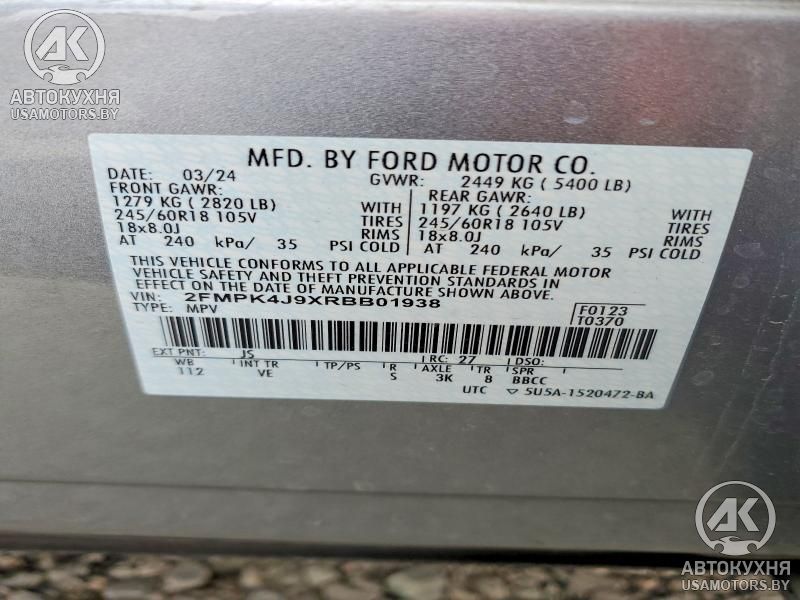 AK
АВТОКУХНЯ
USAMOTORS.BY
MFD. BY FORD MOTOR CO.
DATE: 03/24 GVWR: 2449 KG ( 5400 LB)
FRONT GAWR: REAR GAWR:
1279 KG ( 2820 LB) WITH 1197 KG ( 2640 LB) WITH
245/60R18 105V TIRES 245/60R18 105V TIRES
18x8.0J RIMS 18x8.0J RIMS
AT 240 kPa/ 35 PSI COLD AT 240 kPa/ 35 PSI COLD
THIS VEHICLE CONFORMS TO ALL APPLICABLE FEDERAL MOTOR
VEHICLE SAFETY AND THEFT PREVENTION STANDARDS IN
EFFECT ON THE DATE OF MANUFACTURE SHOWN ABOVE.
VIN: 2FMPK4J9XRBB01938 F0123
TYPE: MPV T0370
EXT PNT: JS RC: 27 DSO:
WB INT TR TP/PS R AXLE TR SPR
112 VE S 3K 8 BBCC
UTC ▽ 5U5A-1520472-BA
AK
АВТОКУХНЯ
USAMOTORS.BY